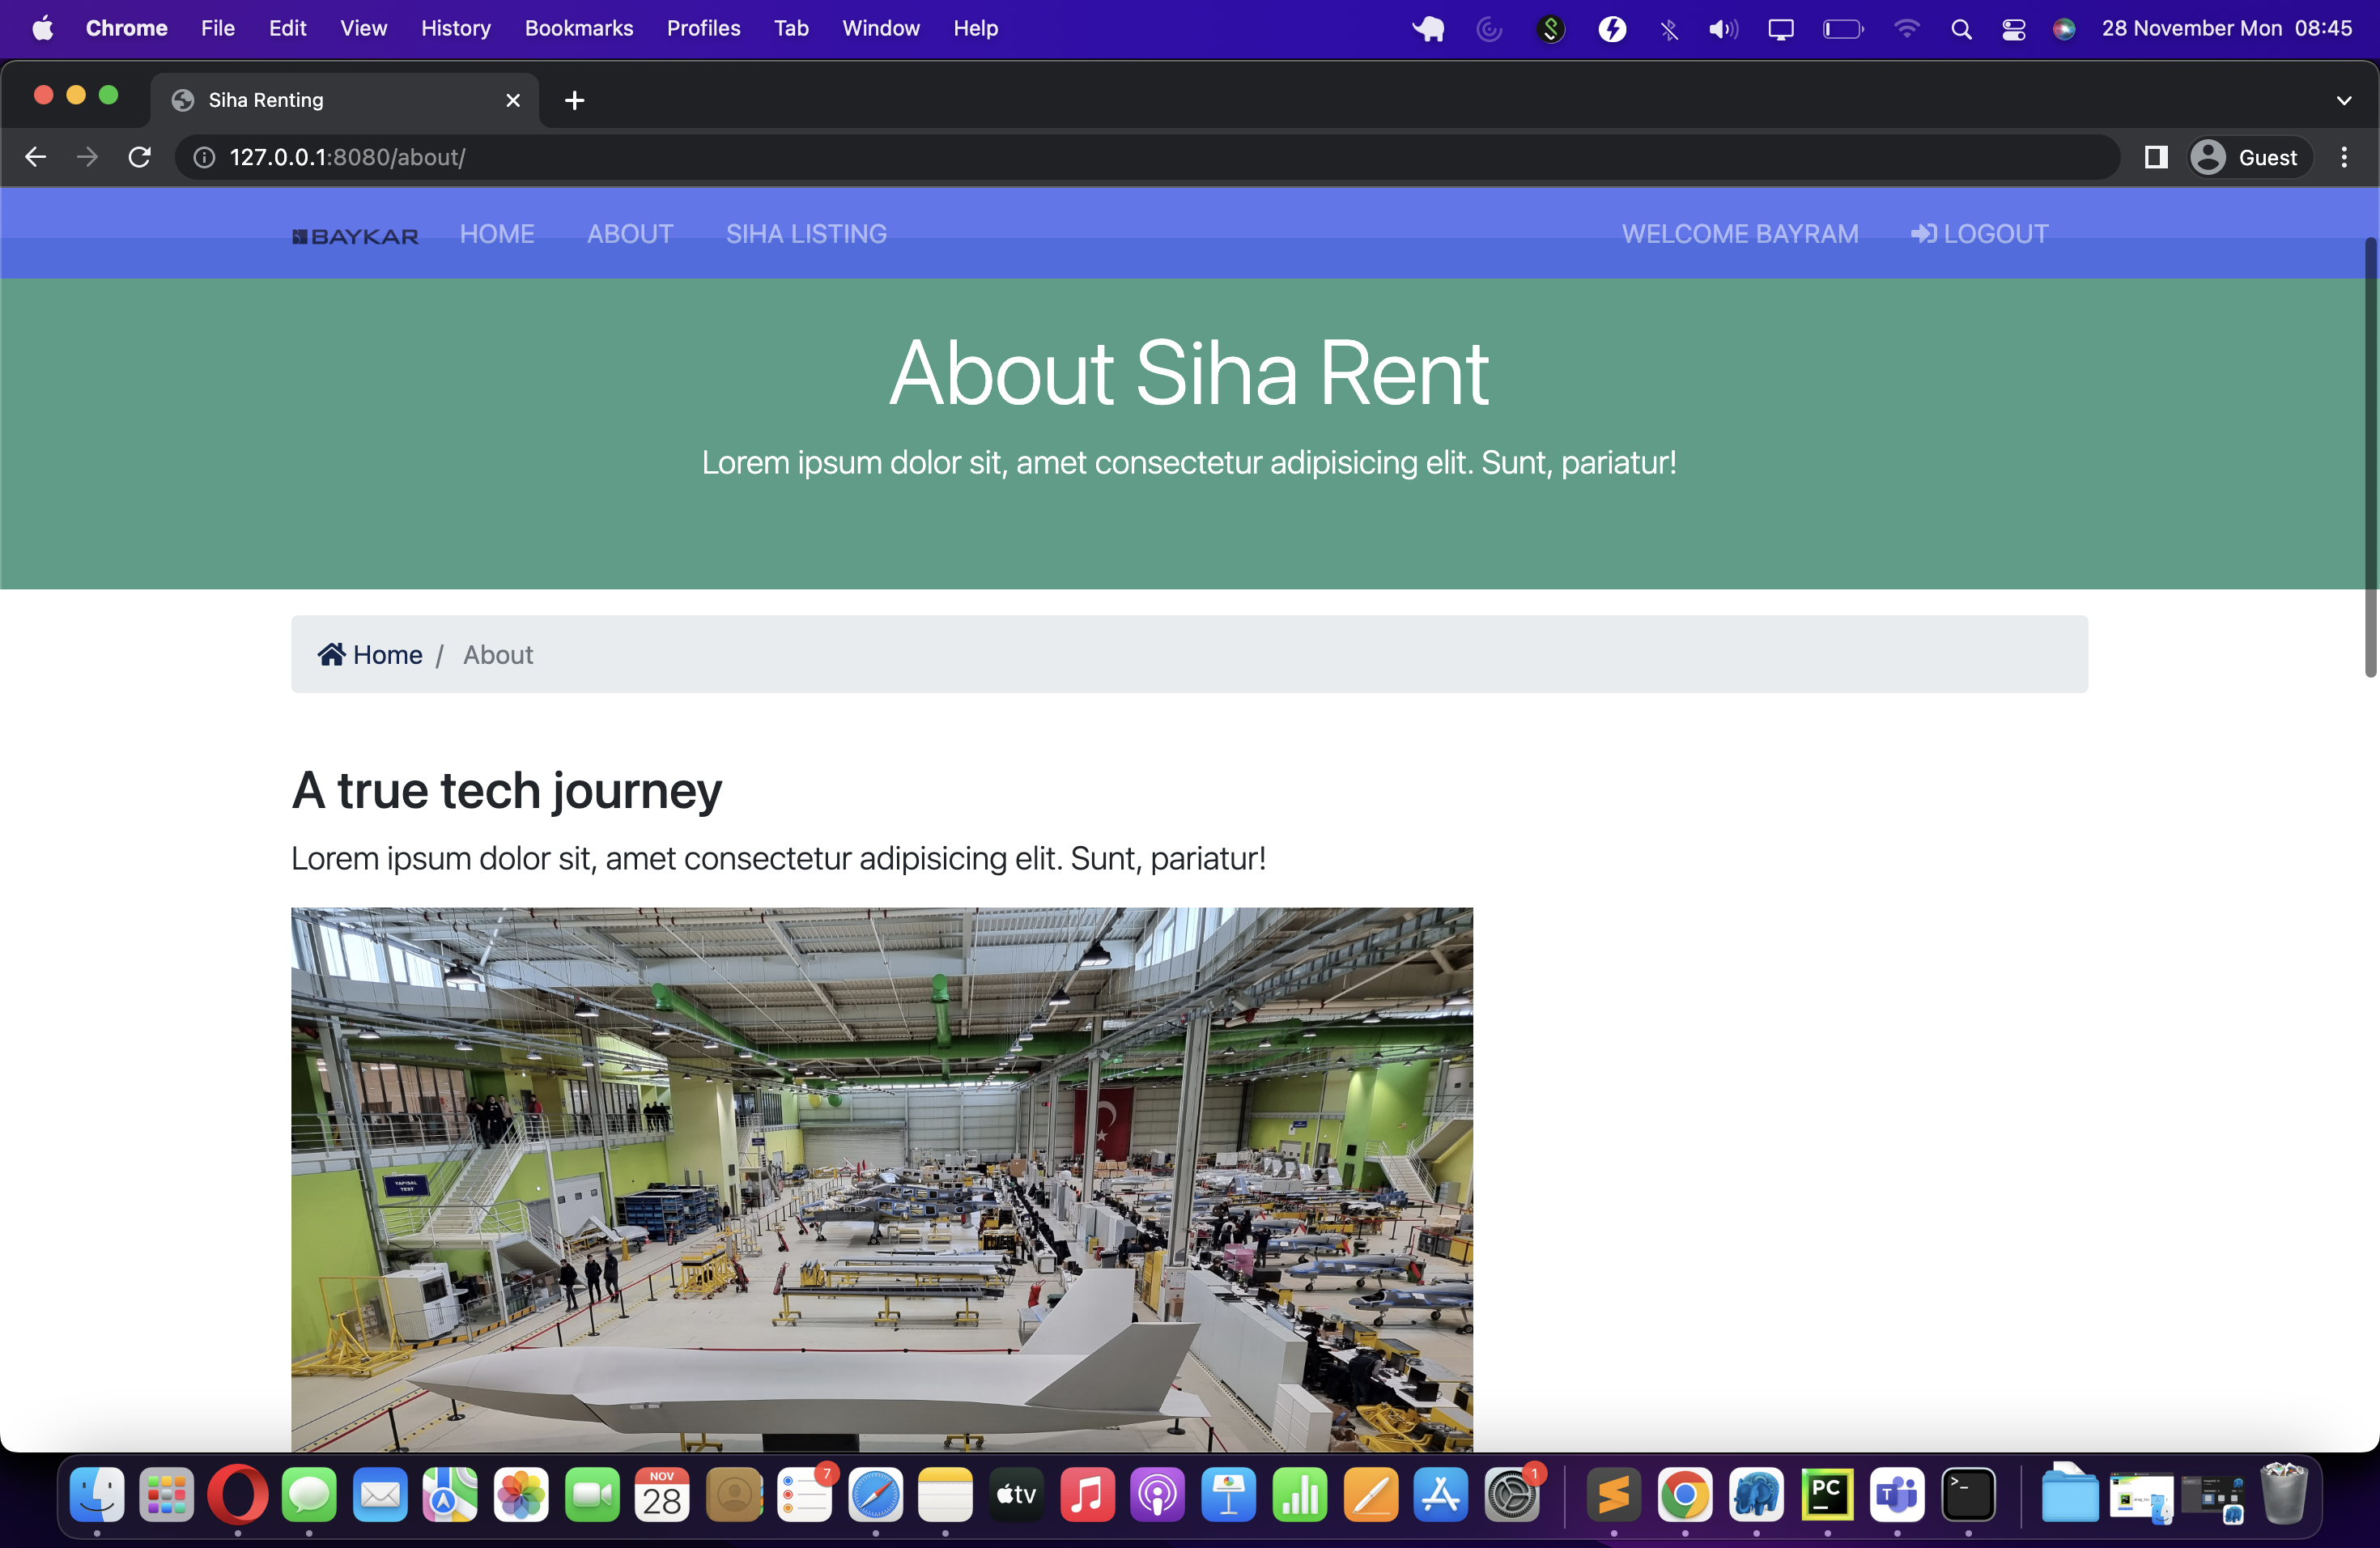 Chrome File Edit View History Bookmarks Profiles Tab Window Help 28 November Mon 08:45
Siha Renting
127.0.0.1:8080/about/ Guest
BAYKAR HOME ABOUT SIHA LISTING WELCOME BAYRAM LOGOUT
About Siha Rent
Lorem ipsum dolor sit, amet consectetur adipisicing elit. Sunt, pariatur!
Home / About
A true tech journey
Lorem ipsum dolor sit, amet consectetur adipisicing elit. Sunt, pariatur!
YAPISAL
TEST
NOV
28
7
tv
1
PC
T
>_